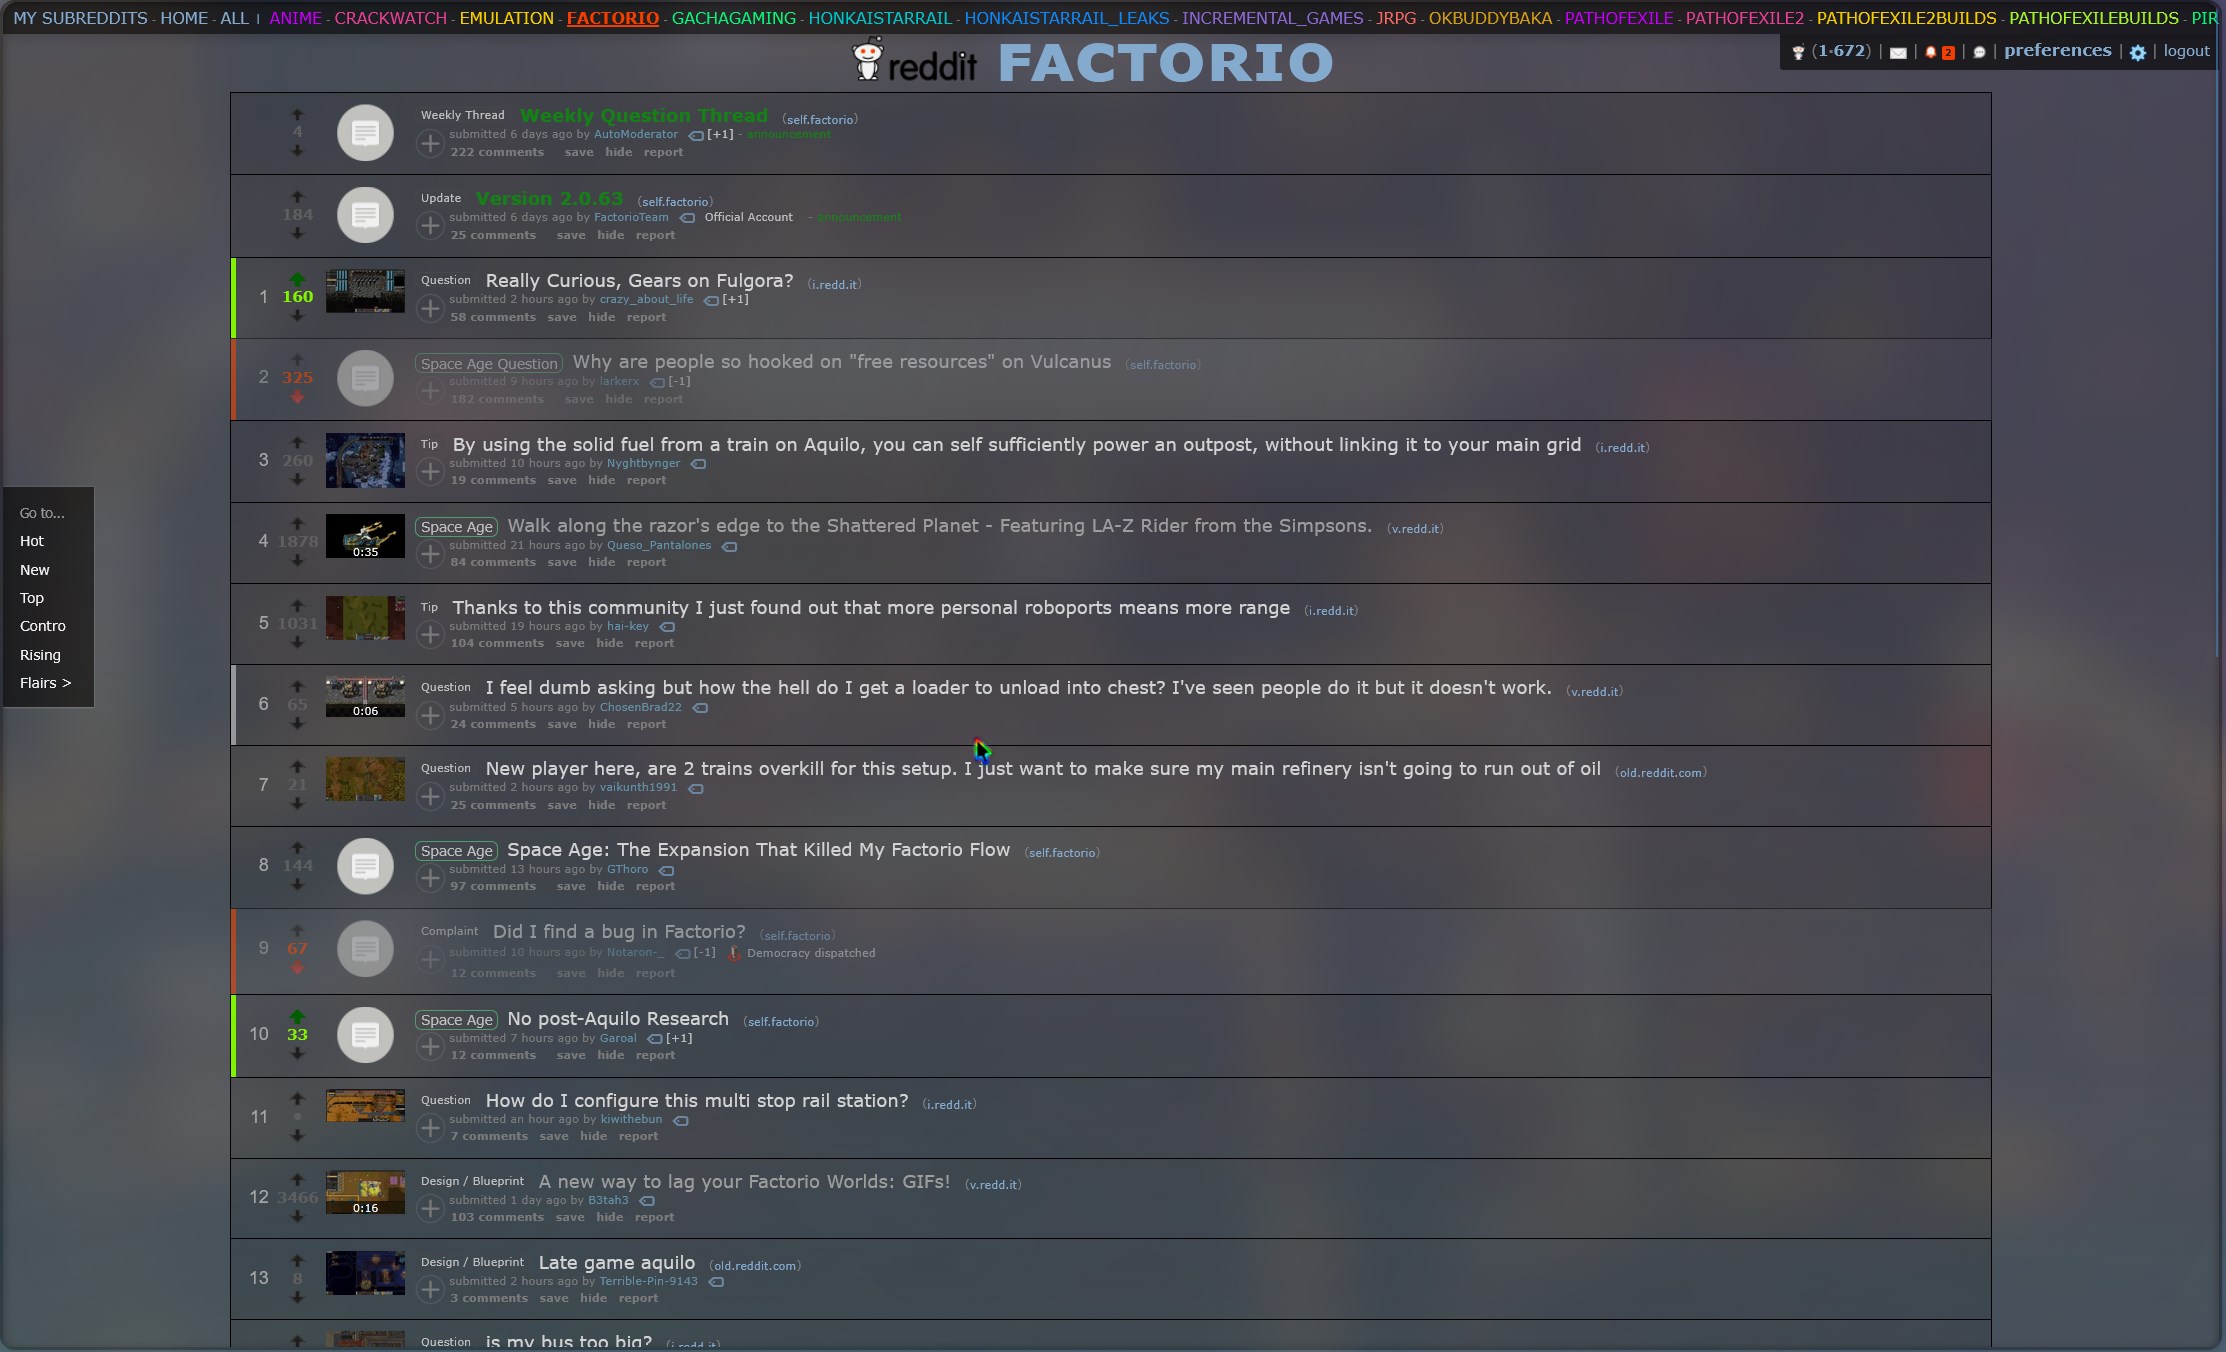 MY SUBREDDITS - HOME - ALL | ANIME - CRACKWATCH - EMULATION - FACTORIO - GACHAGAMING - HONKAISTARRAIL - HONKAISTARRAIL_LEAKS - INCREMENTAL_GAMES - JRPG - OKBUDDYBAKA - PATHOFEXILE - PATHOFEXILE2 - PATHOFEXILE2BUILDS - PATHOFEXILEBUILDS - PIR
reddit FACTORIO
(1·672) | | 2 | | preferences | | logout
Weekly Thread Weekly Question Thread (self.factorio)
4 submitted 6 days ago by AutoModerator [+1] - announcement
222 comments save hide report
Update Version 2.0.63 (self.factorio)
184 submitted 6 days ago by FactorioTeam Official Account - announcement
25 comments save hide report
Question Really Curious, Gears on Fulgora? (i.redd.it)
1 160 submitted 2 hours ago by crazy_about_life [+1]
58 comments save hide report
Space Age Question Why are people so hooked on "free resources" on Vulcanus (self.factorio)
2 325 submitted 9 hours ago by larkerx [-1]
182 comments save hide report
Tip By using the solid fuel from a train on Aquilo, you can self sufficiently power an outpost, without linking it to your main grid (i.redd.it)
3 260 submitted 10 hours ago by Nyghtbynger
19 comments save hide report
Space Age Walk along the razor's edge to the Shattered Planet - Featuring LA-Z Rider from the Simpsons. (v.redd.it)
4 1878 0:35 submitted 21 hours ago by Queso_Pantalones
84 comments save hide report
Tip Thanks to this community I just found out that more personal roboports means more range (i.redd.it)
5 1031 submitted 19 hours ago by hai-key
104 comments save hide report
Question I feel dumb asking but how the hell do I get a loader to unload into chest? I've seen people do it but it doesn't work. (v.redd.it)
6 65 0:06 submitted 5 hours ago by ChosenBrad22
24 comments save hide report
Question New player here, are 2 trains overkill for this setup. I just want to make sure my main refinery isn't going to run out of oil (old.reddit.com)
7 21 submitted 2 hours ago by vaikunth1991
25 comments save hide report
Space Age Space Age: The Expansion That Killed My Factorio Flow (self.factorio)
8 144 submitted 13 hours ago by GThoro
97 comments save hide report
Complaint Did I find a bug in Factorio? (self.factorio)
9 67 submitted 10 hours ago by Notaron-_ [-1] Democracy dispatched
12 comments save hide report
Space Age No post-Aquilo Research (self.factorio)
10 33 submitted 7 hours ago by Garoal [+1]
12 comments save hide report
Question How do I configure this multi stop rail station? (i.redd.it)
11 • submitted an hour ago by kiwithebun
7 comments save hide report
Design / Blueprint A new way to lag your Factorio Worlds: GIFs! (v.redd.it)
12 3466 0:16 submitted 1 day ago by B3tah3
103 comments save hide report
Design / Blueprint Late game aquilo (old.reddit.com)
13 8 submitted 2 hours ago by Terrible-Pin-9143
3 comments save hide report
Question is my bus too big? (i.redd.it)
Go to...
Hot
New
Top
Contro
Rising
Flairs >